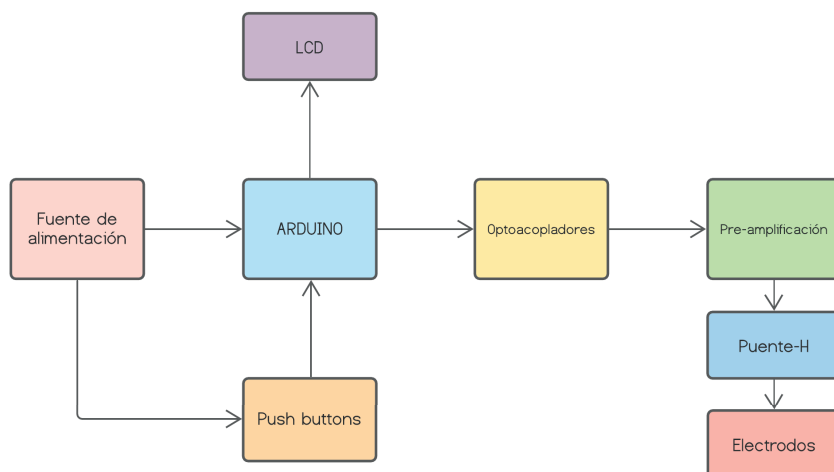 LCD
Fuente de
alimentación
ARDUINO
Optoacopladores
Pre-amplificación
Puente-H
Push buttons
Electrodos